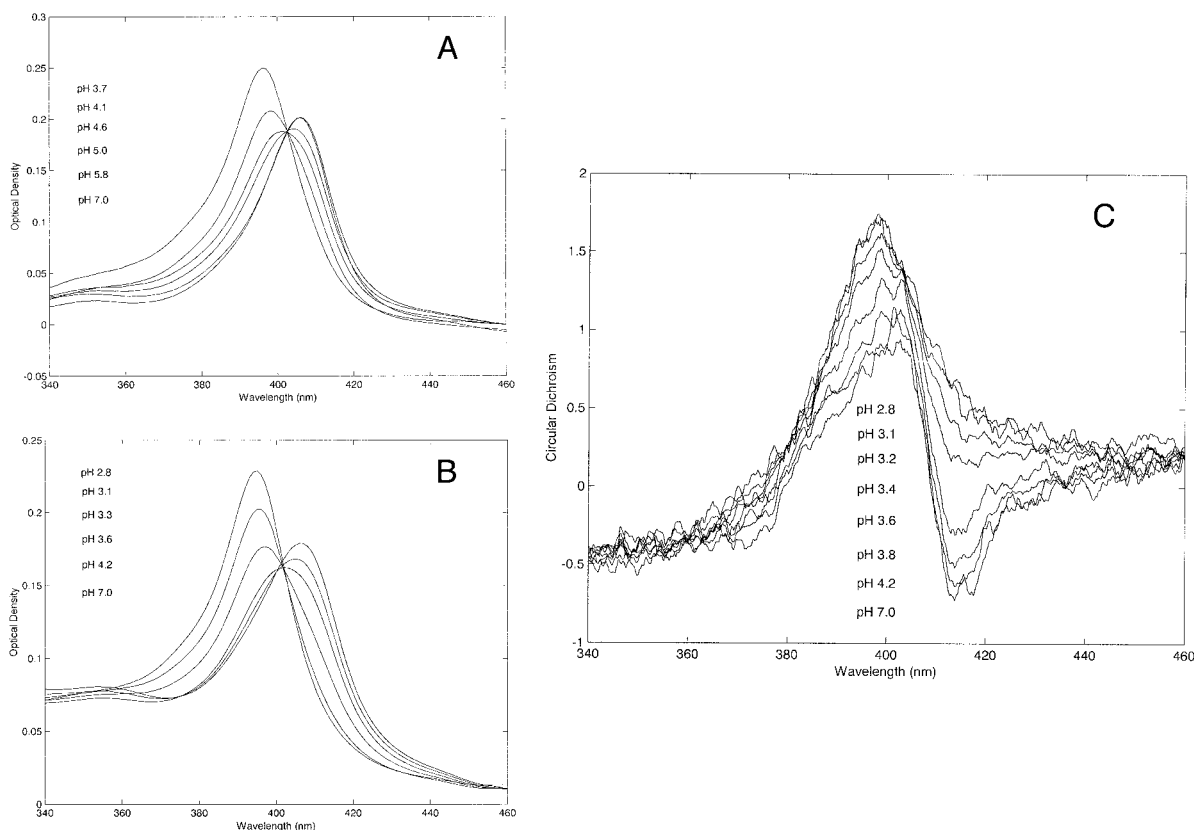 A
0.3
0.25
0.2
0.15
0.1
0.05
0
-0.05
Optical Density
pH 3.7
pH 4.1
pH 4.6
pH 5.0
pH 5.8
pH 7.0
340
360
380
400
420
440
460
Wavelength (nm)
B
0.25
0.2
0.15
0.1
0.05
0
Optical Density
pH 2.8
pH 3.1
pH 3.3
pH 3.6
pH 4.2
pH 7.0
340
360
380
400
420
440
460
Wavelength (nm)
C
2
1.5
1
0.5
0
-0.5
-1
Circular Dichroism
pH 2.8
pH 3.1
pH 3.2
pH 3.4
pH 3.6
pH 3.8
pH 4.2
pH 7.0
340
360
380
400
420
440
460
Wavelength (nm)